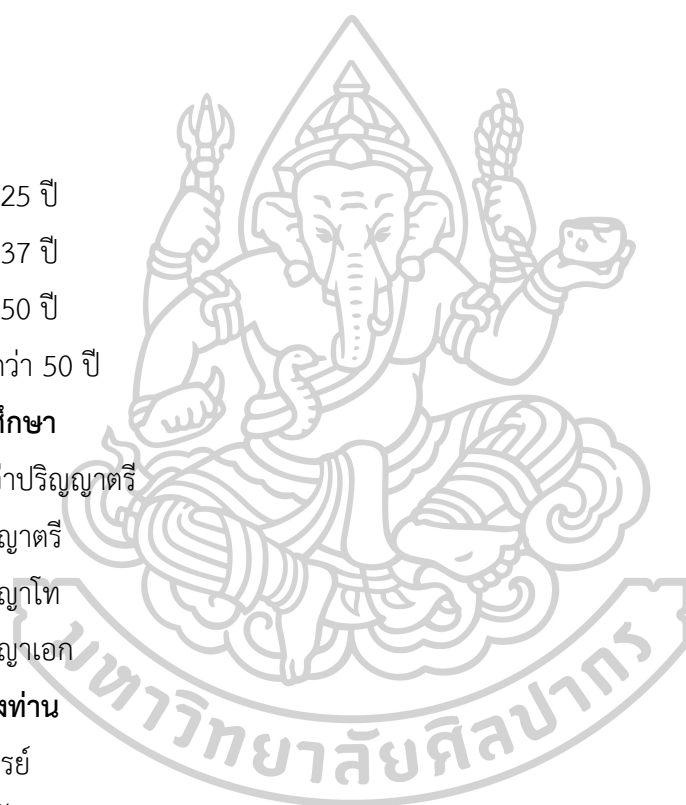 25 ปี
37 ปี
50 ปี
ว่า 50 ปี
ศึกษา
ปริญญาตรี
ญาตรี
ญาโท
ญาเอก
งท่าน
รย์
มหาวิทยาลัยศิลปากร